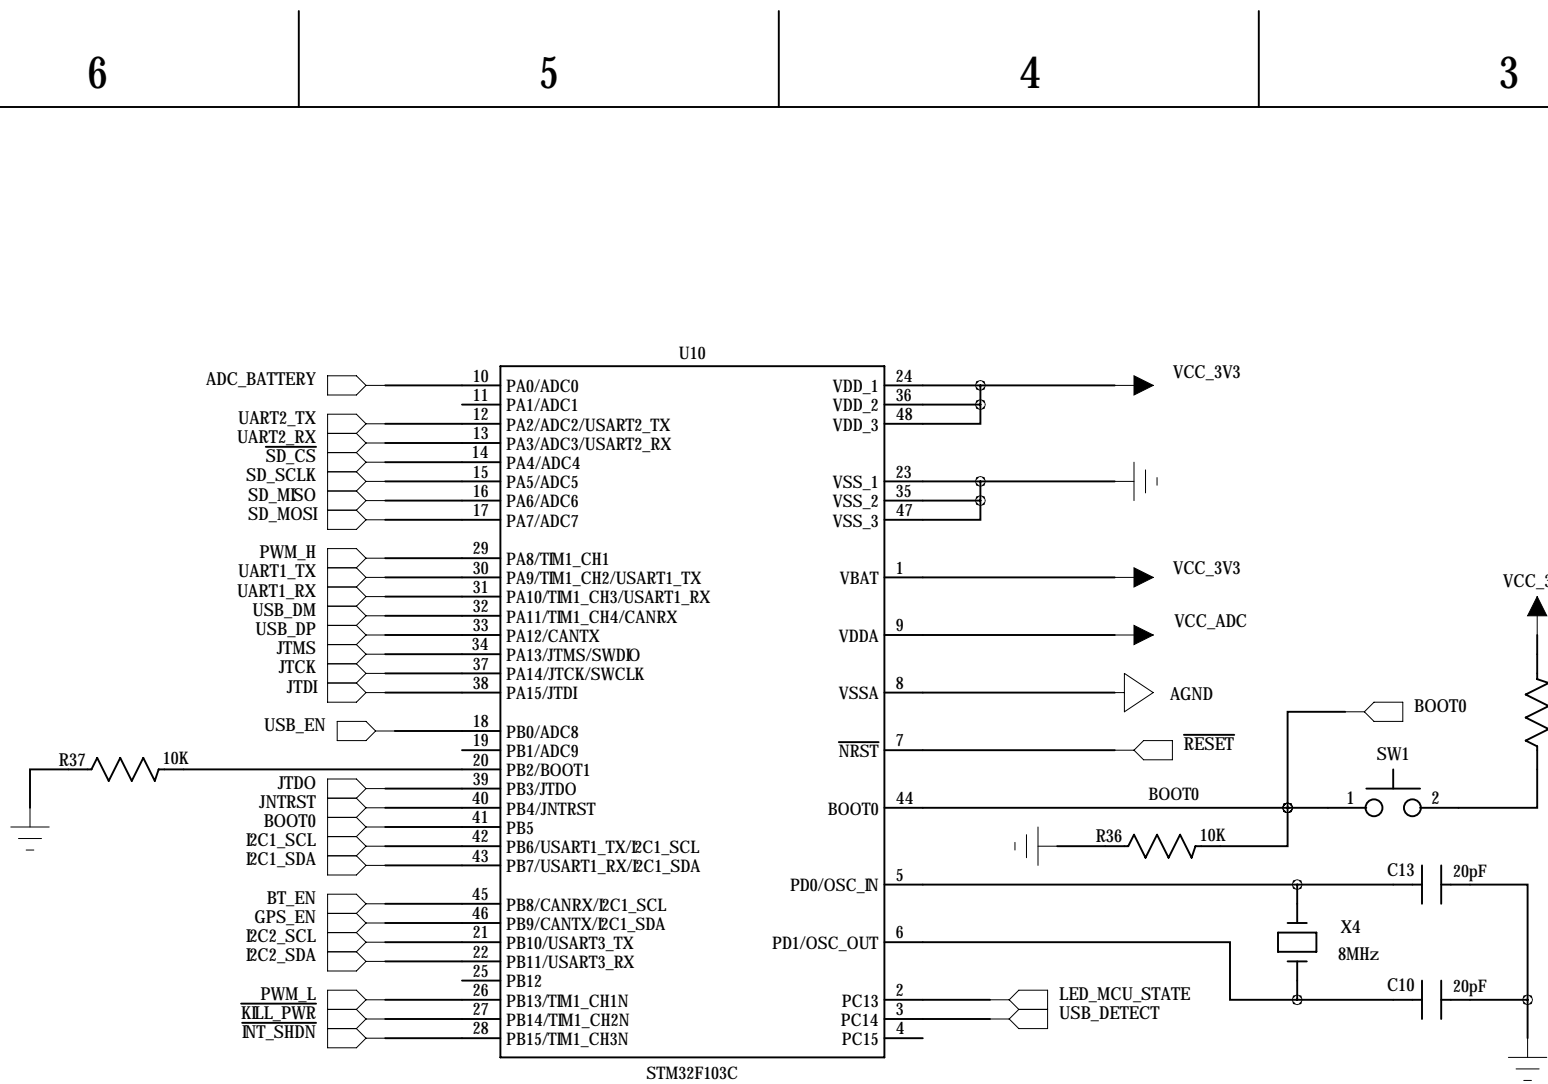 6 5 4 3
U10
ADC_BATTERY 10 PA0/ADC0 VDD_1 24 VCC_3V3
11 PA1/ADC1 VDD_2 36
UART2_TX 12 PA2/ADC2/USART2_TX VDD_3 48
UART2_RX 13 PA3/ADC3/USART2_RX
SD_CS 14 PA4/ADC4
SD_SCLK 15 PA5/ADC5 VSS_1 23
SD_MISO 16 PA6/ADC6 VSS_2 35
SD_MOSI 17 PA7/ADC7 VSS_3 47
PWM_H 29 PA8/TIM1_CH1
UART1_TX 30 PA9/TIM1_CH2/USART1_TX VBAT 1 VCC_3V3
UART1_RX 31 PA10/TIM1_CH3/USART1_RX VCC_3
USB_DM 32 PA11/TIM1_CH4/CANRX
USB_DP 33 PA12/CANTX VDDA 9 VCC_ADC
JTMS 34 PA13/JTMS/SWDIO
JTCK 37 PA14/JTCK/SWCLK
JTDI 38 PA15/JTDI VSSA 8 AGND
BOOT0
USB_EN 18 PB0/ADC8
19 PB1/ADC9 NRST 7 RESET
R37 10K 20 PB2/BOOT1 SW1
JTDO 39 PB3/JTDO
JNTRST 40 PB4/JNTRST BOOT0 44 BOOT0 1 2
BOOT0 41 PB5
I2C1_SCL 42 PB6/USART1_TX/I2C1_SCL R36 10K
I2C1_SDA 43 PB7/USART1_RX/I2C1_SDA
PD0/OSC_IN 5 C13 20pF
BT_EN 45 PB8/CANRX/I2C1_SCL
GPS_EN 46 PB9/CANTX/I2C1_SDA X4
I2C2_SCL 21 PB10/USART3_TX PD1/OSC_OUT 6
I2C2_SDA 22 PB11/USART3_RX 8MHz
25 PB12
PWM_L 26 PB13/TIM1_CH1N PC13 2 LED_MCU_STATE C10 20pF
KILL_PWR 27 PB14/TIM1_CH2N PC14 3 USB_DETECT
INT_SHDN 28 PB15/TIM1_CH3N PC15 4
STM32F103C